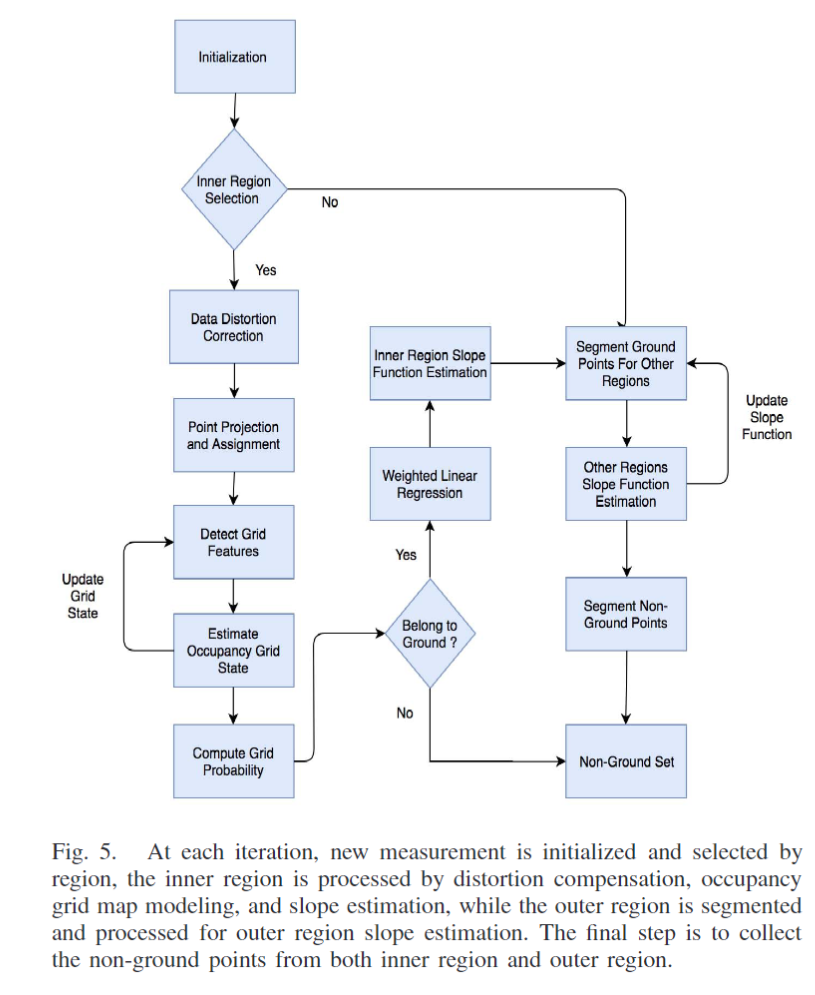 Initialization
Inner Region
Selection
No
Yes
Data Distortion
Correction
Point Projection
and Assignment
Detect Grid
Features
Update
Grid
State
Estimate
Occupancy Grid
State
Compute Grid
Probability
Inner Region Slope
Function Estimation
Weighted Linear
Regression
Yes
Belong to
Ground ?
No
Segment Ground
Points For Other
Regions
Update
Slope
Function
Other Regions
Slope Function
Estimation
Segment Non-
Ground Points
Non-Ground Set
Fig. 5. At each iteration, new measurement is initialized and selected by
region, the inner region is processed by distortion compensation, occupancy
grid map modeling, and slope estimation, while the outer region is segmented
and processed for outer region slope estimation. The final step is to collect
the non-ground points from both inner region and outer region.